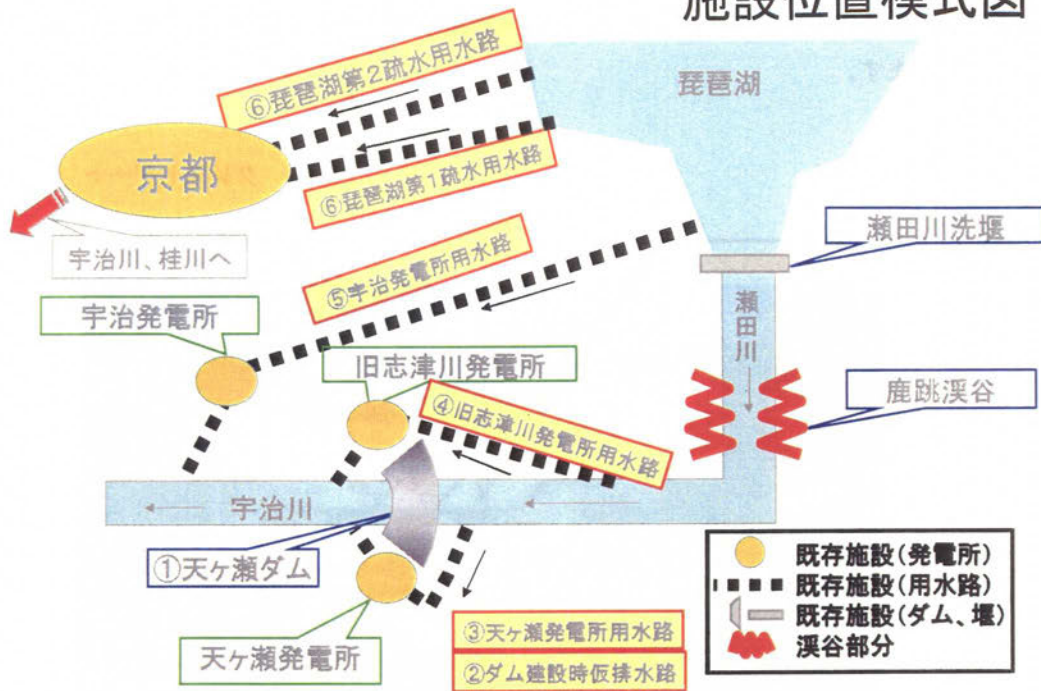 施設位置模式図
⑥琵琶湖第2疏水用水路
琵琶湖
京都
⑥琵琶湖第1疏水用水路
瀬田川洗堰
宇治川、桂川へ
⑤宇治発電所用水路
宇治発電所
瀬田川
旧志津川発電所
鹿跳渓谷
④旧志津川発電所用水路
宇治川
①天ヶ瀬ダム
既存施設(発電所)
既存施設(用水路)
既存施設(ダム、堰)
渓谷部分
③天ヶ瀬発電所用水路
天ヶ瀬発電所
②ダム建設時仮排水路